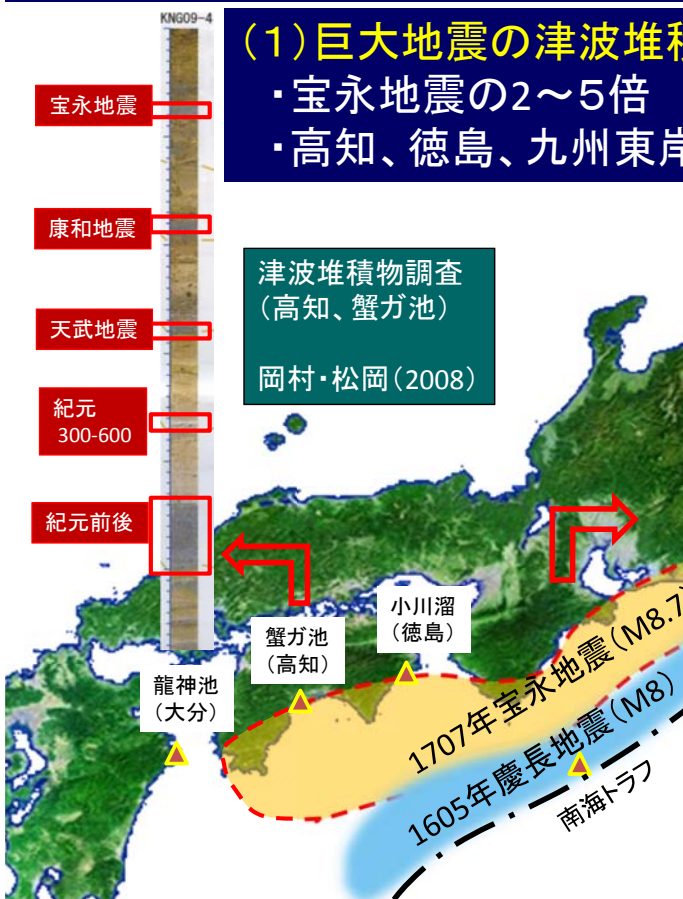 KNG09-4
(1)巨大地震の津波堆積
・宝永地震の2～5倍
・高知、徳島、九州東岸
宝永地震
康和地震
天武地震
紀元
300-600
紀元前後
津波堆積物調査
(高知、蟹ガ池)
岡村・松岡(2008)
小川溜
(徳島)
蟹ガ池
(高知)
龍神池
(大分)
1707年宝永地震(M8.7)
1605年慶長地震(M8)
南海トラフ